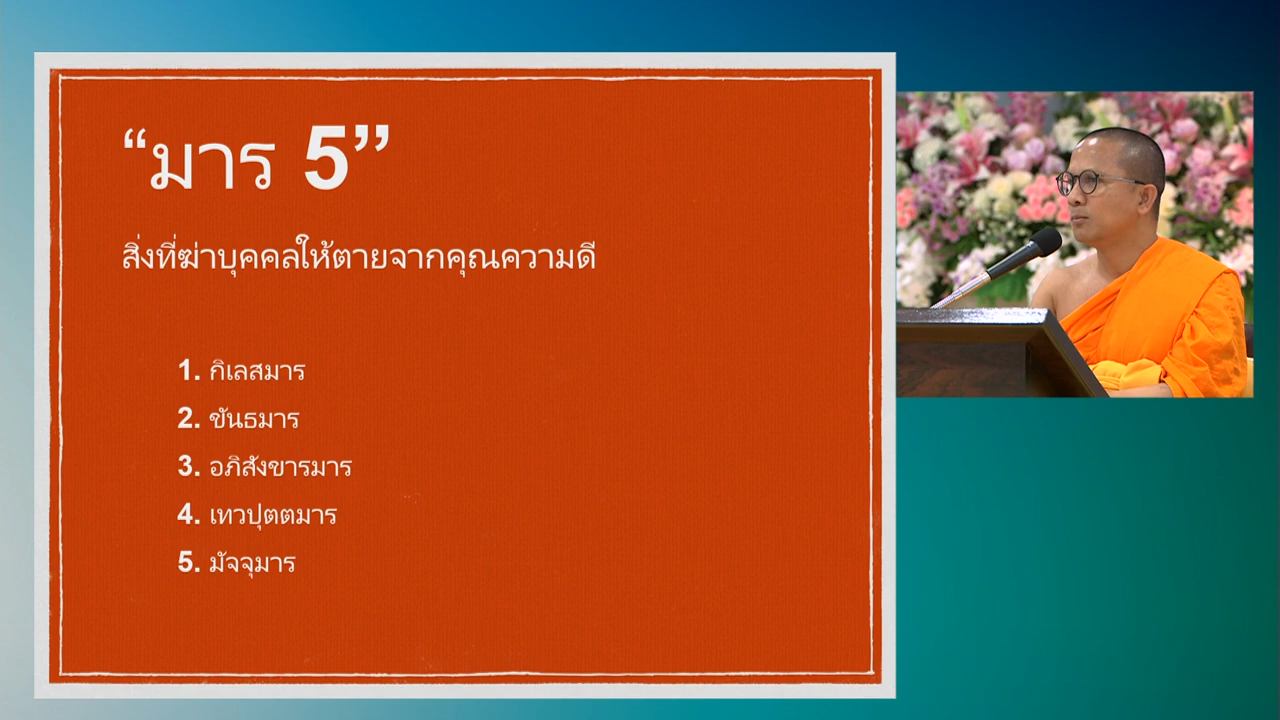 “มาร 5”
สิ่งที่ฆ่าบุคคลให้ตายจากคุณความดี
1. กิเลสมาร
2. ขันธมาร
3. อภิสังขารมาร
4. เทวปุตตมาร
5. มัจจุมาร